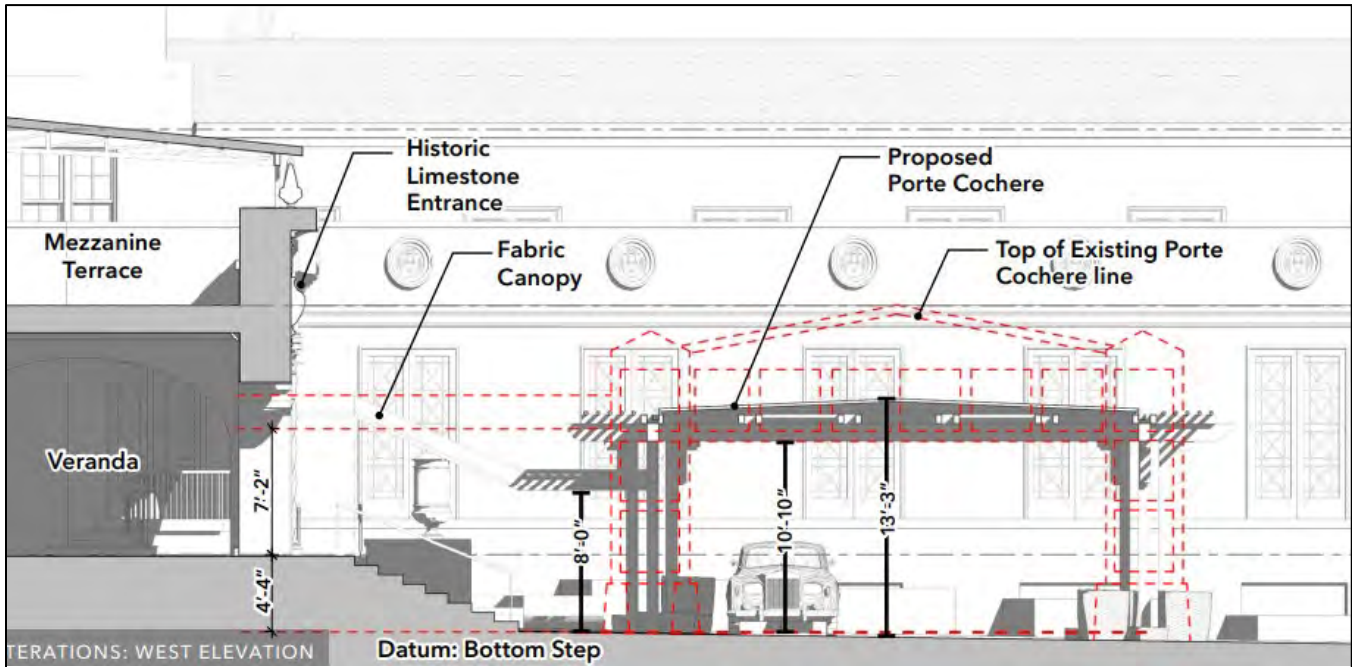 Historic
Limestone
Entrance
Proposed
Porte Cochere
Mezzanine
Terrace
Fabric
Canopy
Top of Existing Porte
Cochere line
Veranda
7'-2"
8'-0"
10'-10"
13'-3"
4'-4"
TERATIONS: WEST ELEVATION
Datum: Bottom Step